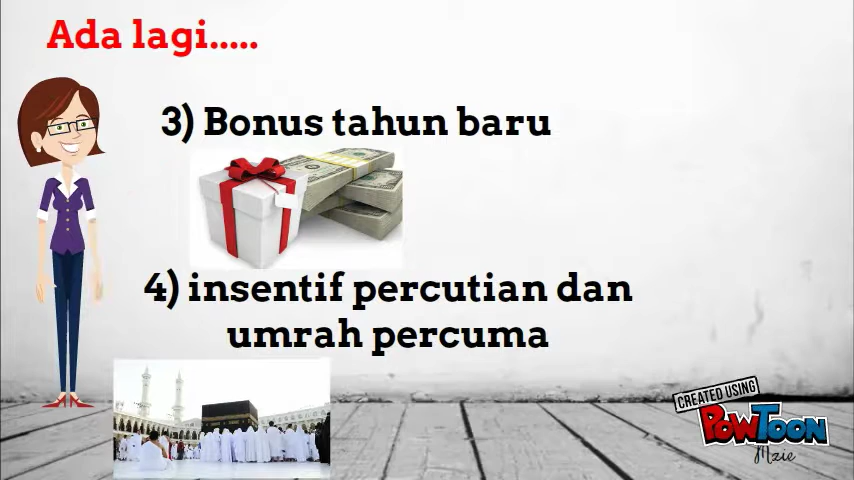 Ada lagi.....
3) Bonus tahun baru
4) insentif percutian dan
umrah percuma
CREATED USING
POWTOON
Mzie